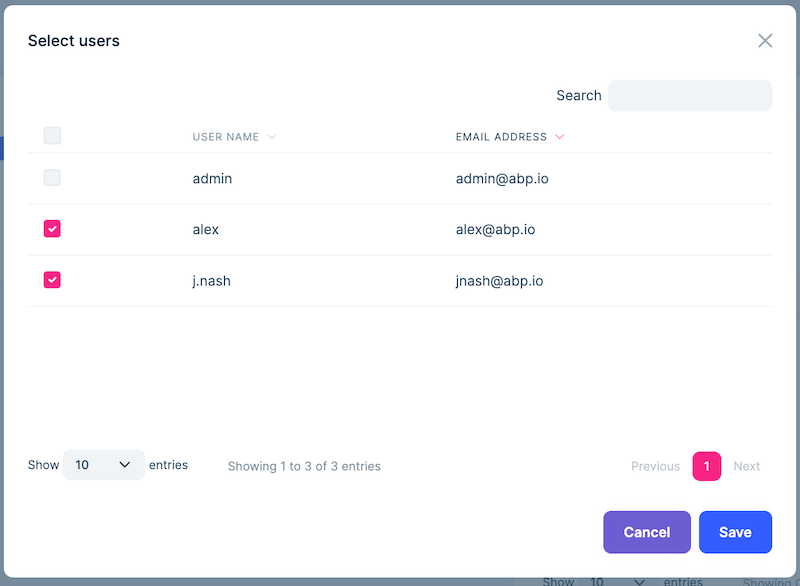 Select users
Search
USER NAME EMAIL ADDRESS
admin admin@abp.io
alex alex@abp.io
j.nash jnash@abp.io
Show 10 entries Showing 1 to 3 of 3 entries Previous 1 Next
Cancel Save
Show 10 entries Showing